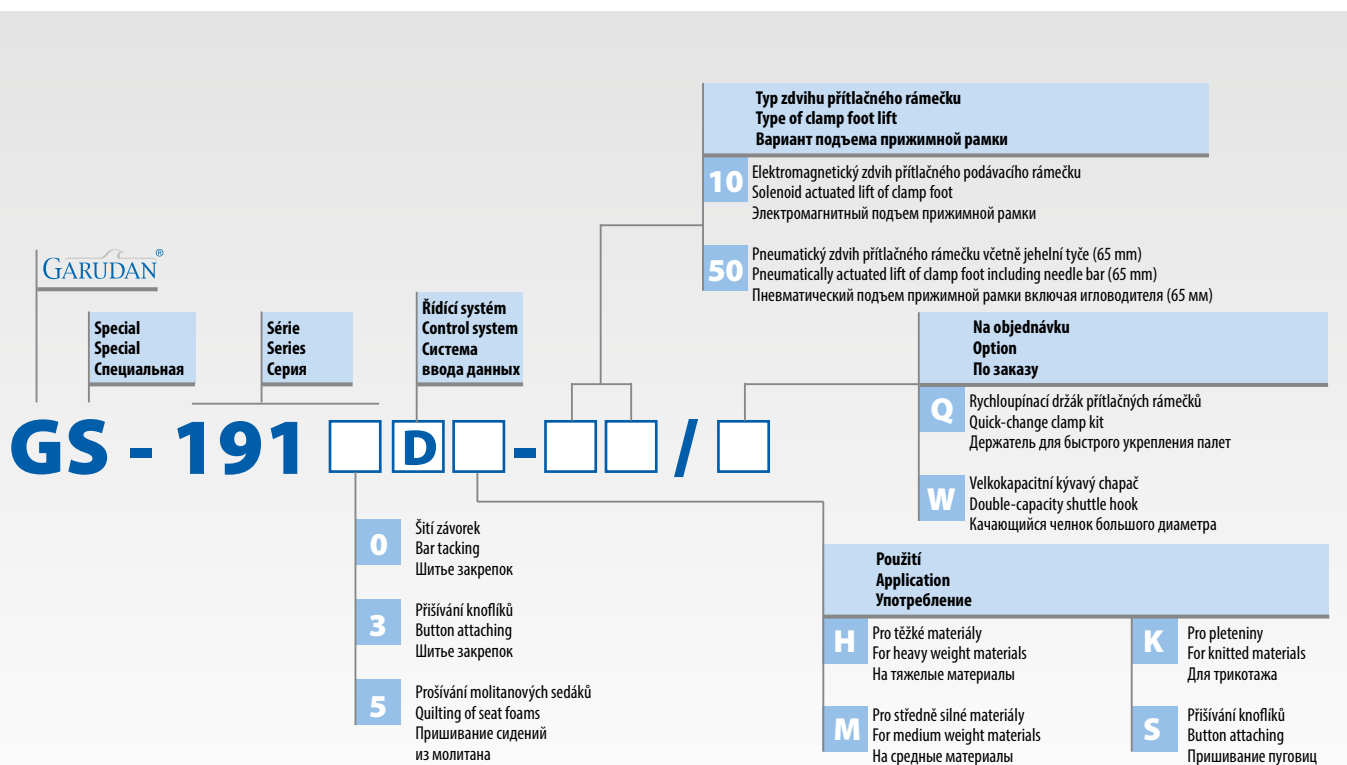 Typ zdvihu přítlačného rámečku
Type of clamp foot lift
Вариант подъема прижимной рамки
10
Elektromagnetický zdvih přítlačného podávacího rámečku
Solenoid actuated lift of clamp foot
Электромагнитный подъем прижимной рамки
50
Pneumatický zdvih přítlačného rámečku včetně jehelní tyče (65 mm)
Pneumatically actuated lift of clamp foot including needle bar (65 mm)
Пневматический подъем прижимной рамки включая игловодителя (65 мм)
GARUDAN®
Special
Special
Специальная
Série
Series
Серия
Řídící systém
Control system
Система
ввода данных
Na objednávku
Option
По заказу
Q
Rychloupínací držák přítlačných rámečků
Quick-change clamp kit
Держатель для быстрого укрепления палет
W
Velkokapacitní kývavý chapač
Double-capacity shuttle hook
Качающийся челнок большого диаметра
GS - 191 D - /
0
Šití závorek
Bar tacking
Шитье закрепок
3
Přišívání knoflíků
Button attaching
Шитье закрепок
5
Prošívání molitanových sedáků
Quilting of seat foams
Пришивание сидений
из молитана
Použití
Application
Употребление
H
Pro těžké materiály
For heavy weight materials
На тяжелые материалы
M
Pro středně silné materiály
For medium weight materials
На средные материалы
K
Pro pleteniny
For knitted materials
Для трикотажа
S
Přišívání knoflíků
Button attaching
Пришивание пуговиц